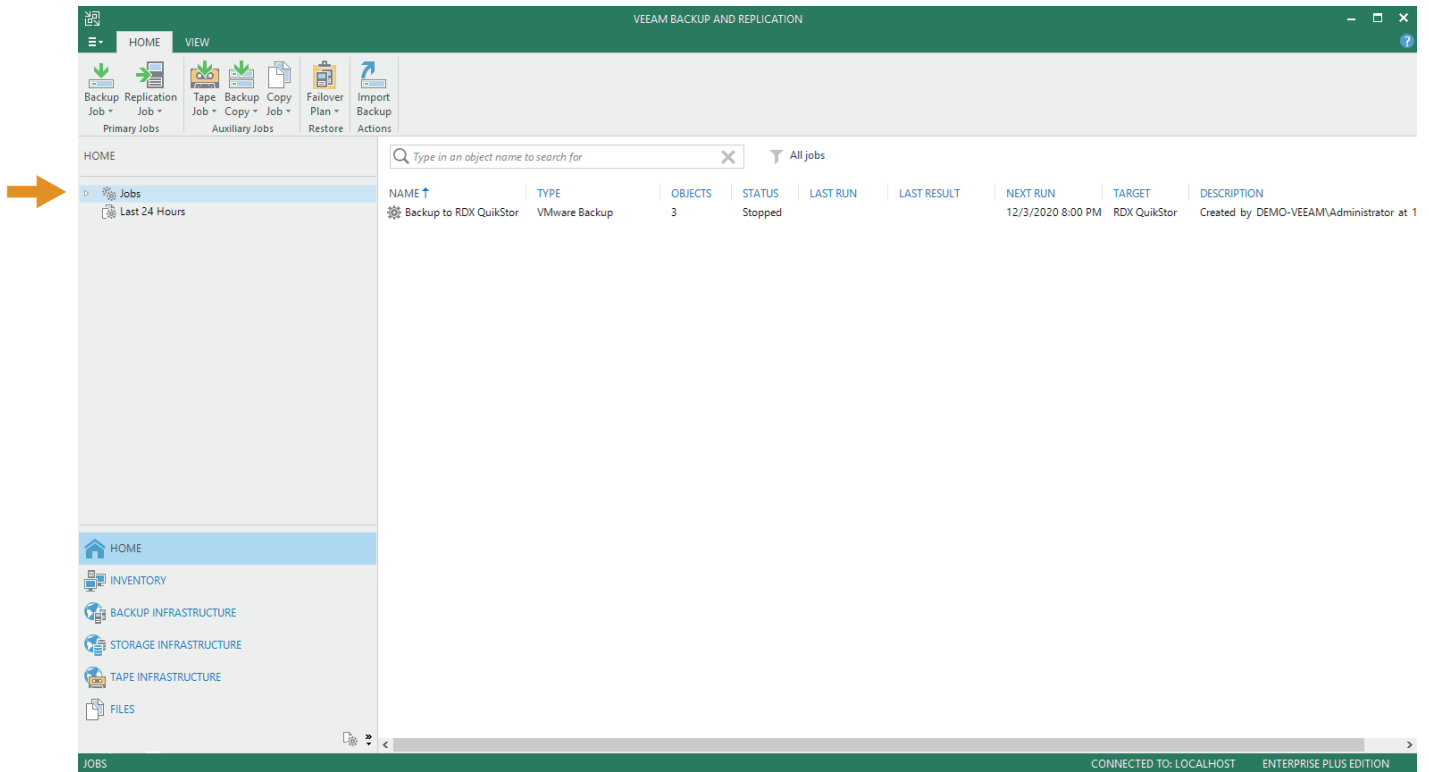 VEEAM BACKUP AND REPLICATION
HOME VIEW
Backup Job
Replication Job
Tape Job
Backup Copy
Copy Job
Failover Plan
Import Backup
Primary Jobs
Auxiliary Jobs
Restore
Actions
HOME
Jobs
Last 24 Hours
Type in an object name to search for
All jobs
NAME TYPE OBJECTS STATUS LAST RUN LAST RESULT NEXT RUN TARGET DESCRIPTION
Backup to RDX QuikStor VMware Backup 3 Stopped 12/3/2020 8:00 PM RDX QuikStor Created by DEMO-VEEAM\Administrator at 1
HOME
INVENTORY
BACKUP INFRASTRUCTURE
STORAGE INFRASTRUCTURE
TAPE INFRASTRUCTURE
FILES
JOBS
CONNECTED TO: LOCALHOST ENTERPRISE PLUS EDITION